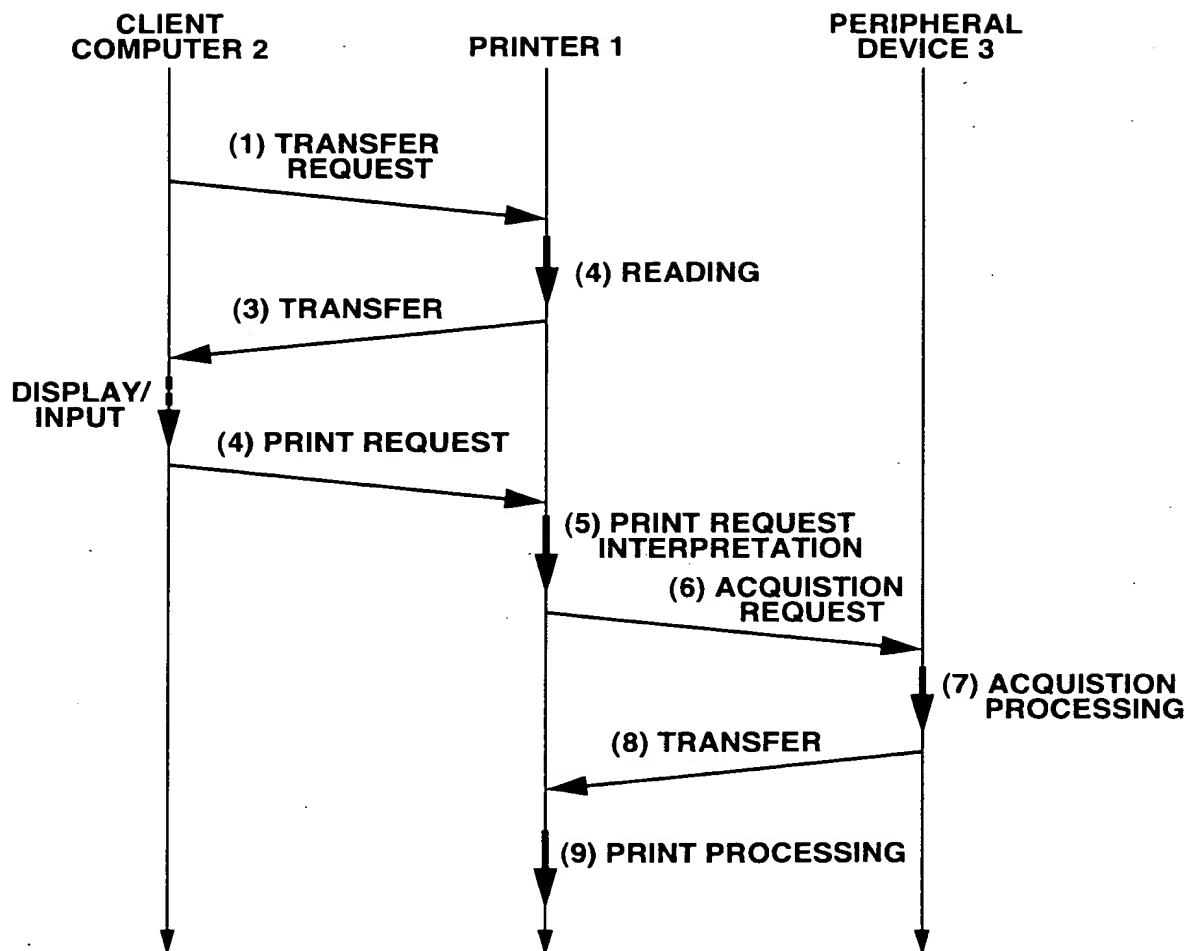 CLIENT
COMPUTER 2
PRINTER 1
PERIPHERAL
DEVICE 3
(1) TRANSFER
REQUEST
(4) READING
(3) TRANSFER
DISPLAY/
INPUT
(4) PRINT REQUEST
(5) PRINT REQUEST
INTERPRETATION
(6) ACQUISTION
REQUEST
(7) ACQUISTION
PROCESSING
(8) TRANSFER
(9) PRINT PROCESSING